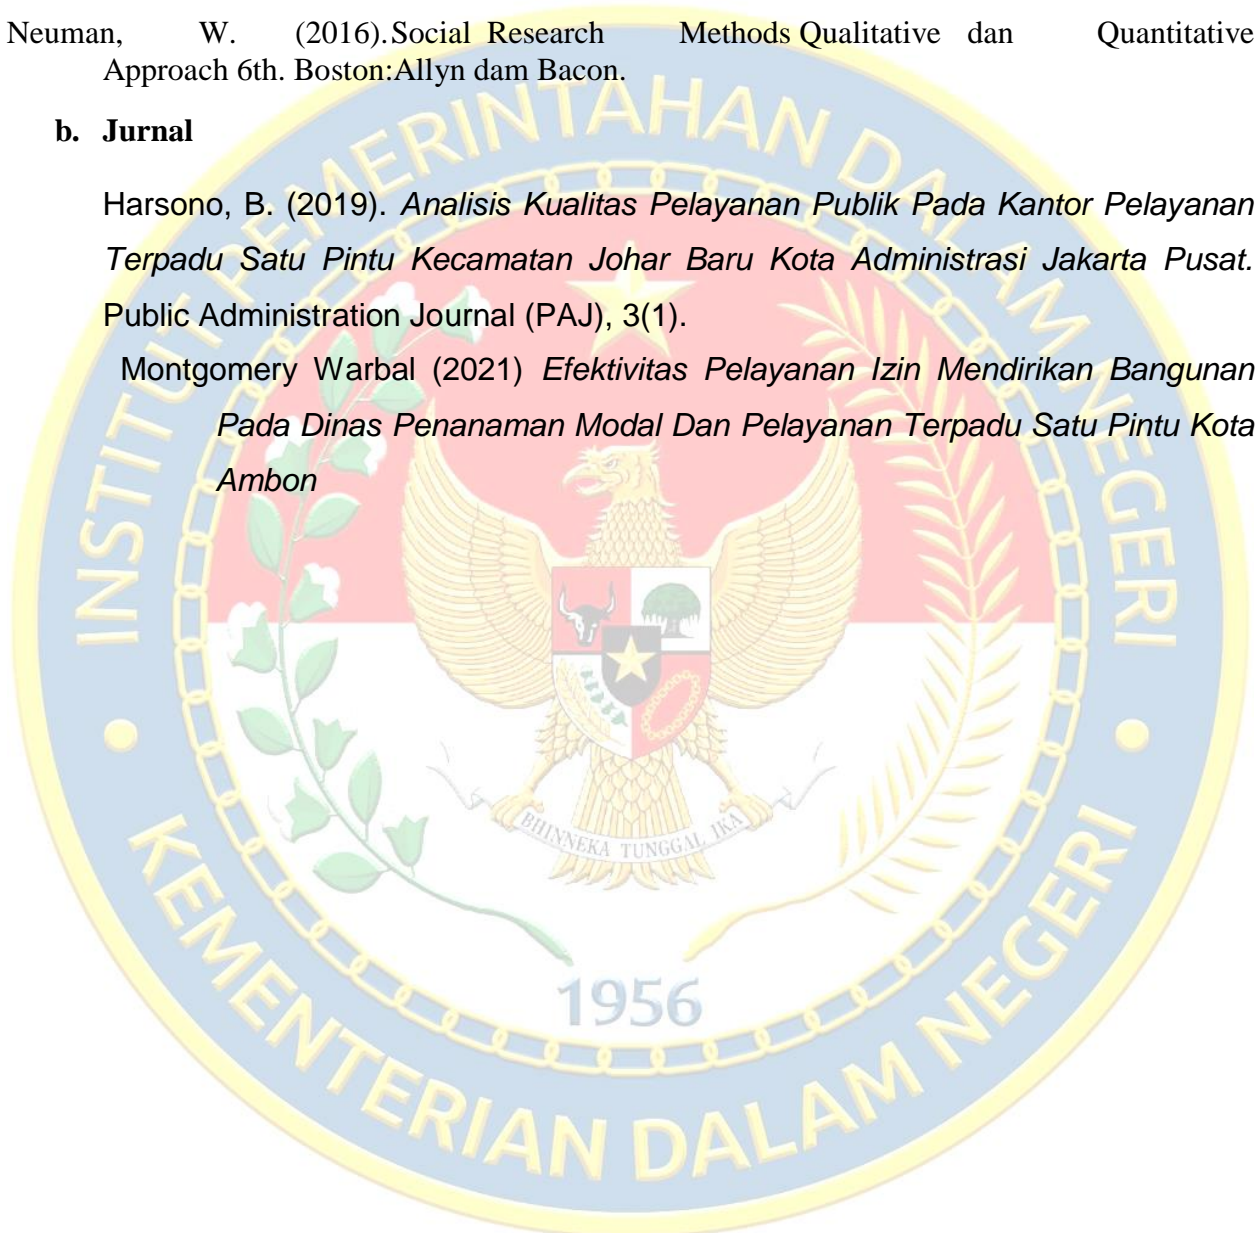 Neuman, W. (2016). Social Research Methods Qualitative dan Quantitative
Approach 6th. Boston:Allyn dam Bacon.
b. Jurnal
Harsono, B. (2019). Analisis Kualitas Pelayanan Publik Pada Kantor Pelayanan
Terpadu Satu Pintu Kecamatan Johar Baru Kota Administrasi Jakarta Pusat.
Public Administration Journal (PAJ), 3(1).
Montgomery Warbal (2021) Efektivitas Pelayanan Izin Mendirikan Bangunan
Pada Dinas Penanaman Modal Dan Pelayanan Terpadu Satu Pintu Kota
Ambon
INSTITUT PEMERINTAHAN DALAM NEGERI
BHINNEKA TUNGGAL IKA
1956
KEMENTERIAN DALAM NEGERI